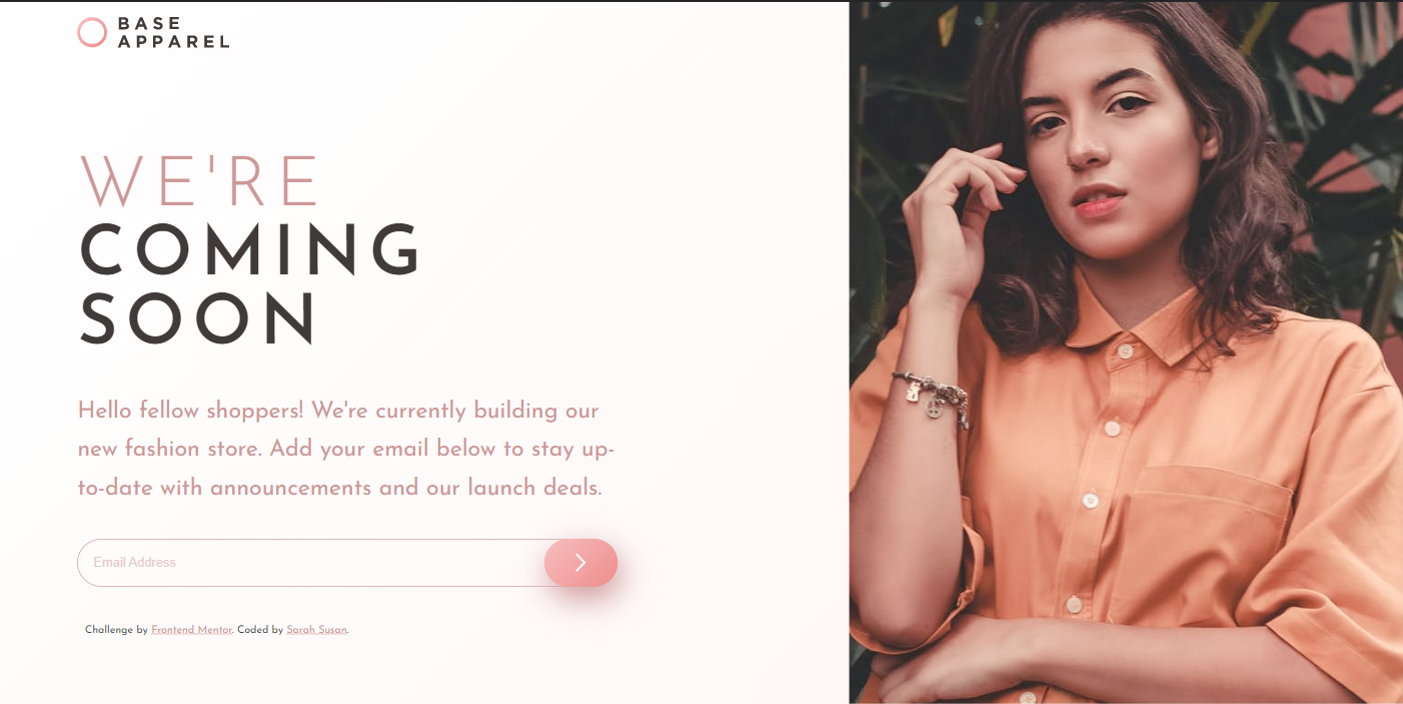 BASE
APPAREL
WE'RE
COMING
SOON
Hello fellow shoppers! We're currently building our
new fashion store. Add your email below to stay up-
to-date with announcements and our launch deals.
Email Address
Challenge by Frontend Mentor. Coded by Sarah Susan.